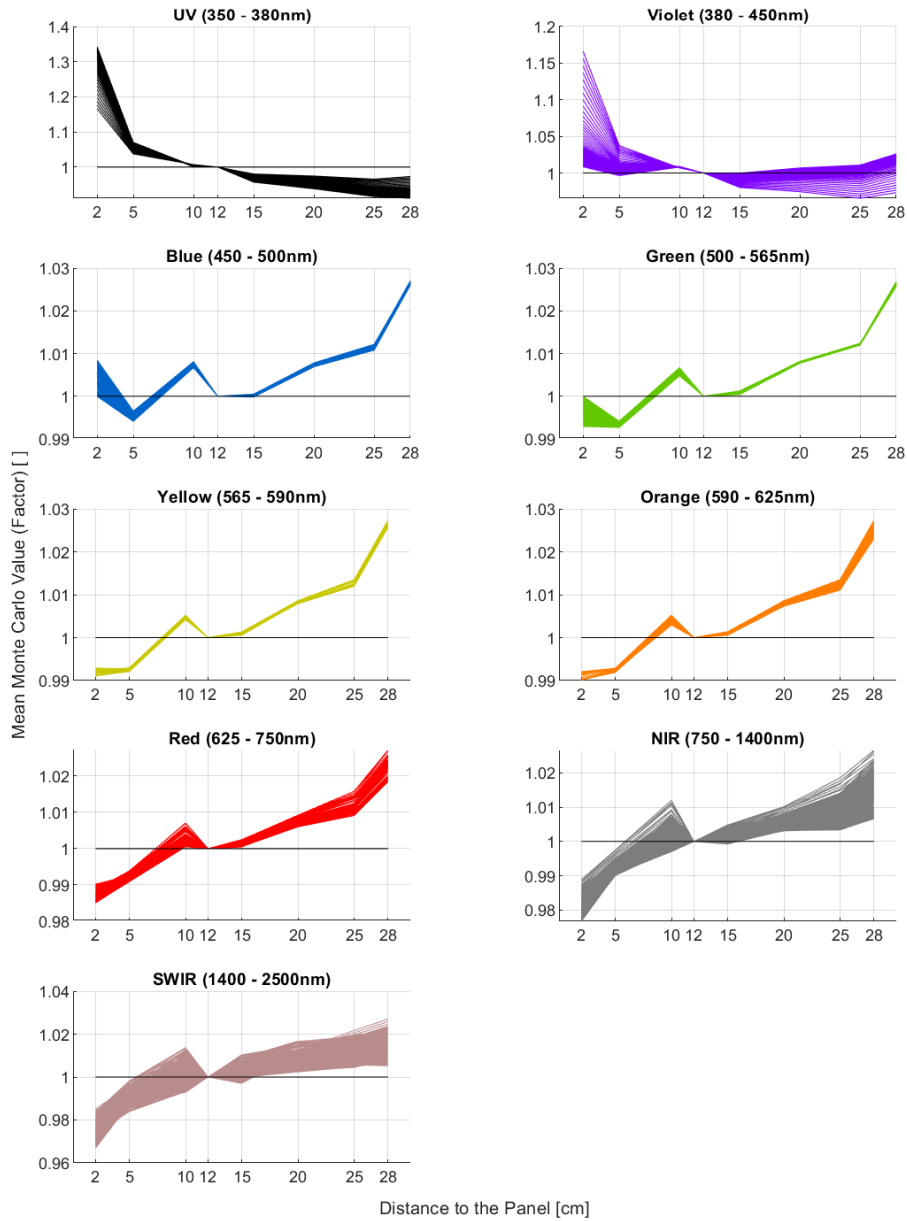 UV (350 - 380nm)
1.4
1.3
1.2
1.1
1
2 5 10 12 15 20 25 28
Violet (380 - 450nm)
1.2
1.15
1.1
1.05
1
2 5 10 12 15 20 25 28
Blue (450 - 500nm)
1.03
1.02
1.01
1
0.99
2 5 10 12 15 20 25 28
Green (500 - 565nm)
1.03
1.02
1.01
1
0.99
2 5 10 12 15 20 25 28
Mean Monte Carlo Value (Factor) [ ]
Yellow (565 - 590nm)
1.03
1.02
1.01
1
0.99
2 5 10 12 15 20 25 28
Orange (590 - 625nm)
1.03
1.02
1.01
1
0.99
2 5 10 12 15 20 25 28
Red (625 - 750nm)
1.02
1.01
1
0.99
0.98
2 5 10 12 15 20 25 28
NIR (750 - 1400nm)
1.02
1.01
1
0.99
0.98
2 5 10 12 15 20 25 28
SWIR (1400 - 2500nm)
1.04
1.02
1
0.98
0.96
2 5 10 12 15 20 25 28
Distance to the Panel [cm]